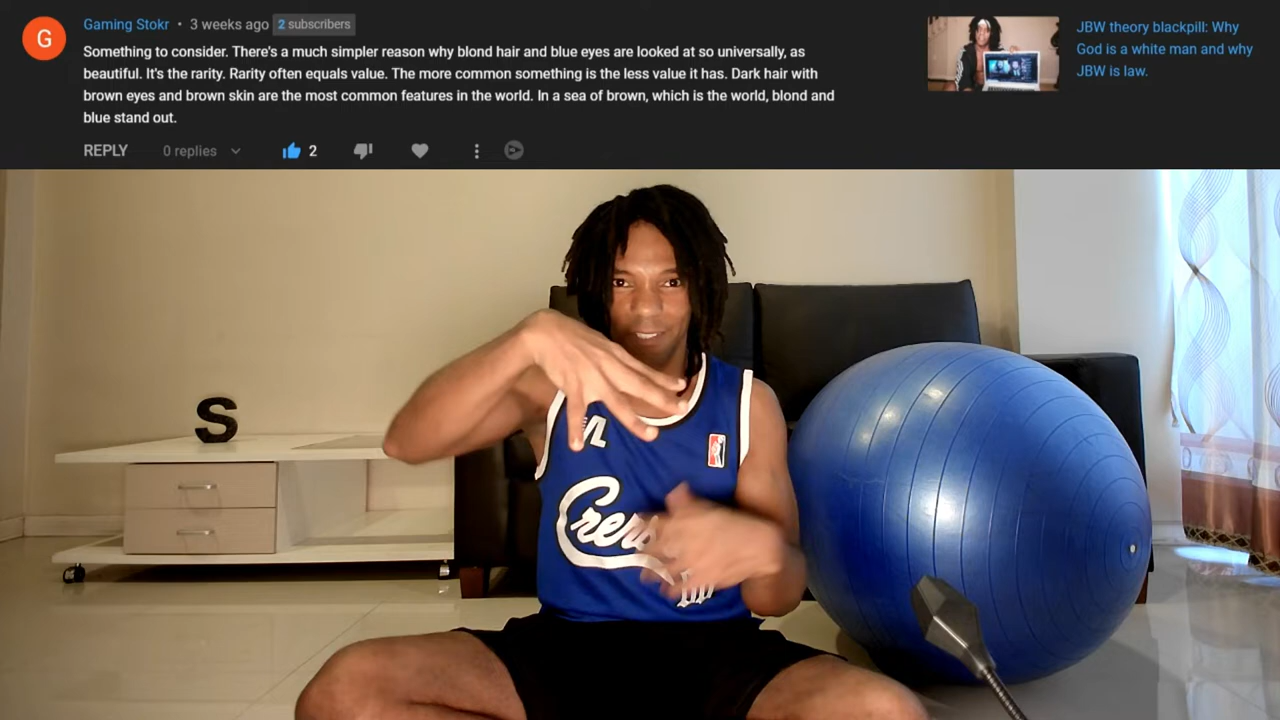 G
Gaming Stokr • 3 weeks ago 2 subscribers
Something to consider. There's a much simpler reason why blond hair and blue eyes are looked at so universally, as
beautiful. It's the rarity. Rarity often equals value. The more common something is the less value it has. Dark hair with
brown eyes and brown skin are the most common features in the world. In a sea of brown, which is the world, blond and
blue stand out.
REPLY 0 replies 2
JBW theory blackpill: Why
God is a white man and why
JBW is law.
S